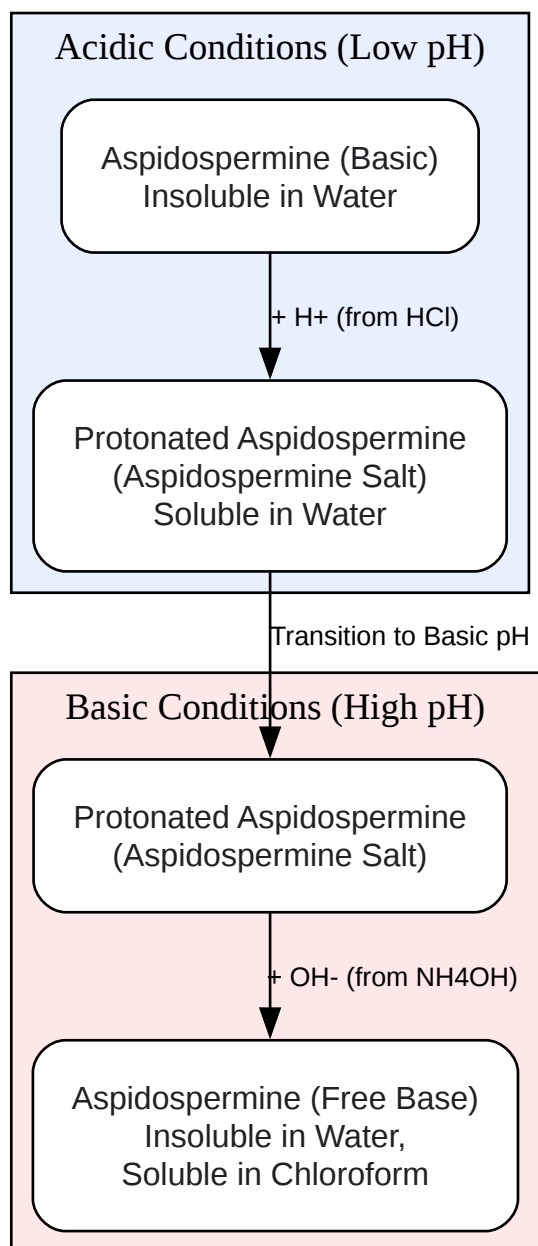 Acidic Conditions (Low pH)
Aspidospermine (Basic)
Insoluble in Water
+ H+ (from HCl)
Protonated Aspidospermine
(Aspidospermine Salt)
Soluble in Water
Transition to Basic pH
Basic Conditions (High pH)
Protonated Aspidospermine
(Aspidospermine Salt)
+ OH- (from NH4OH)
Aspidospermine (Free Base)
Insoluble in Water,
Soluble in Chloroform